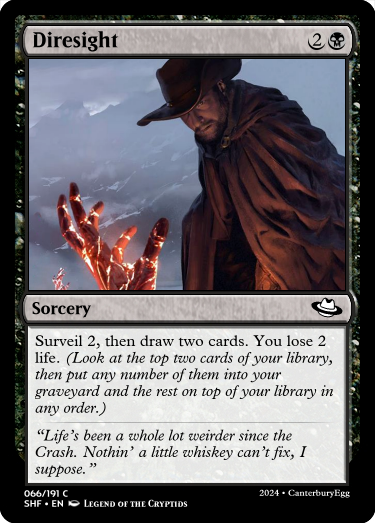 Diresight 2
Sorcery
Surveil 2, then draw two cards. You lose 2
life. (Look at the top two cards of your library,
then put any number of them into your
graveyard and the rest on top of your library in
any order.)
“Life’s been a whole lot weirder since the
Crash. Nothin’ a little whiskey can’t fix, I
suppose.”
066/191 C
SHF • EN Legend of the Cryptids 2024 • CanterburyEgg